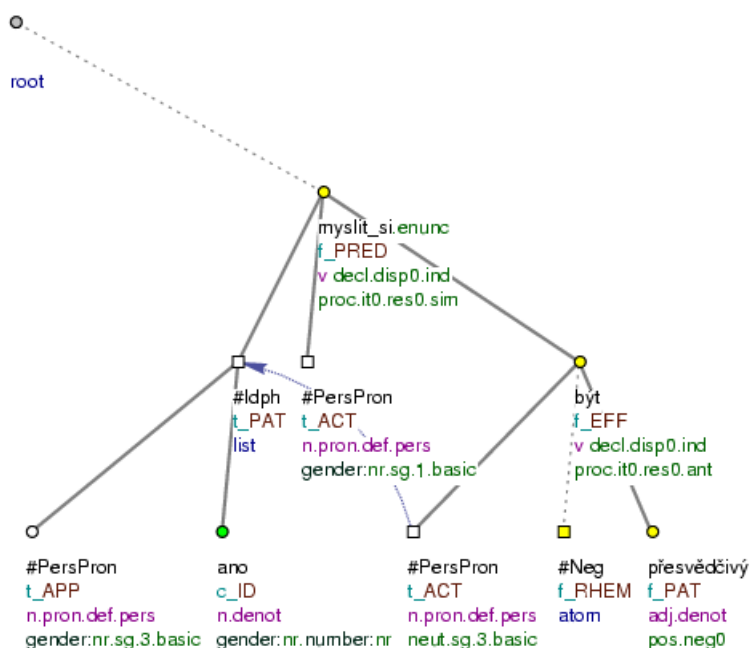 root
myslit_si.enunc
f_PRED
v decl.disp0.ind
proc.it0.res0.sim
#Idph
t_PAT
list
#PersPron
t_ACT
n.pron.def.pers
gender:nr.sg.1.basic
byt
f_EFF
v decl.disp0.ind
proc.it0.res0.ant
#PersPron
t_APP
n.pron.def.pers
gender:nr.sg.3.basic
ano
c_ID
n.denot
gender:nr.number:nr
#PersPron
t_ACT
n.pron.def.pers
neut.sg.3.basic
#Neg
f_RHEM
atom
přesvědčivý
f_PAT
adj.denot
pos.neg0